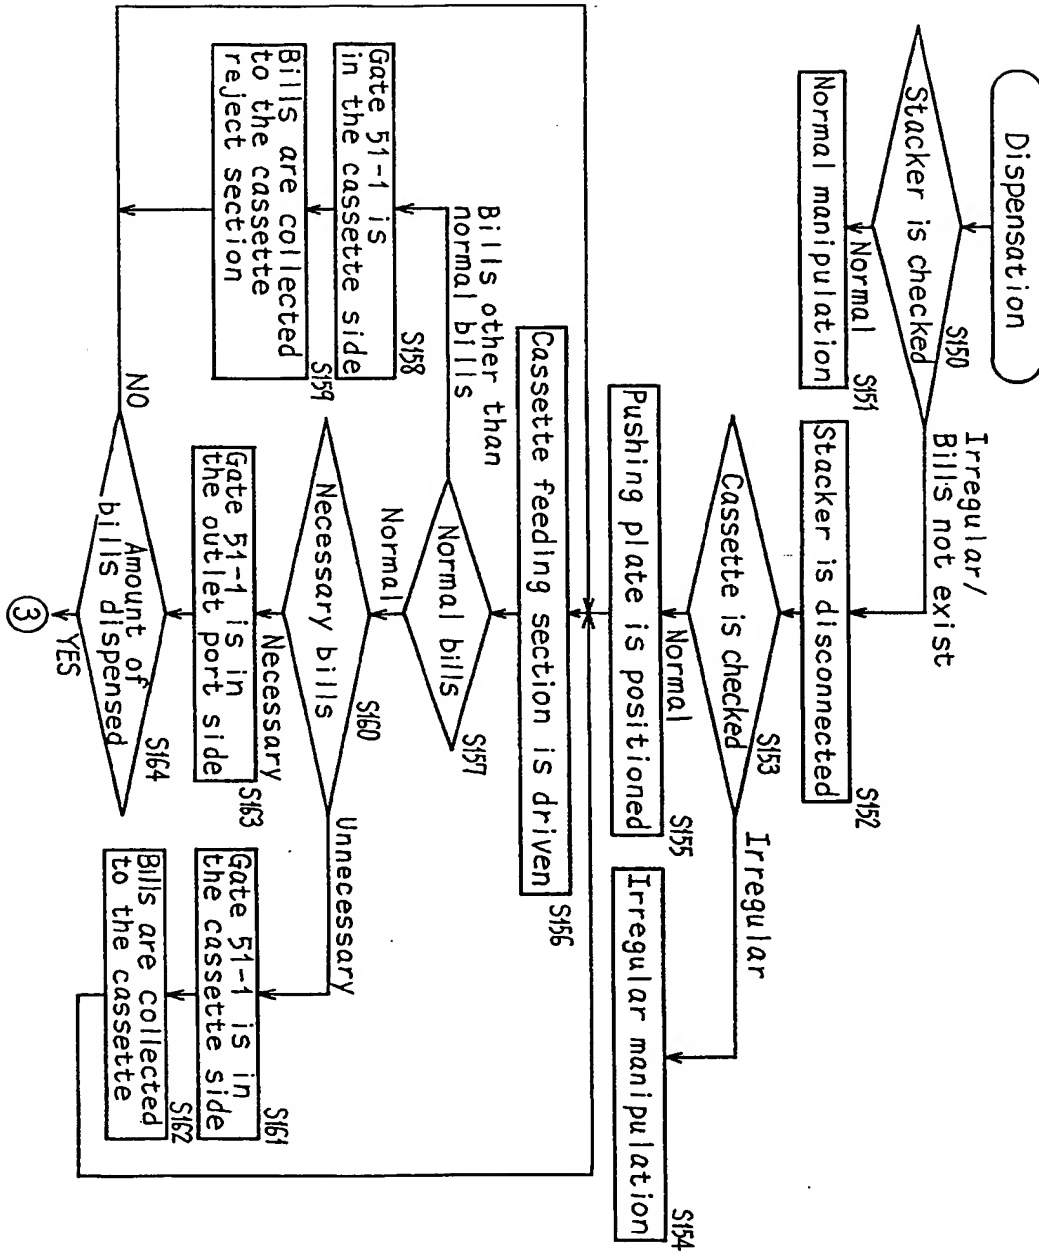 Dispensation
Stacker is checked
S150
Normal
Irregular/
Bills not exist
Normal manipulation
S151
Stacker is disconnected
S152
Cassette is checked
S153
Normal
Irregular
Pushing plate is positioned
S155
Irregular manipulation
S154
Cassette feeding section is driven
S156
Normal bills
S157
Bills other than
normal bills
Normal
Gate 51-1 is
in the cassette side
S158
Bills are collected
to the cassette
reject section
S159
Necessary bills
S160
Necessary
Unnecessary
Gate 51-1 is in
the outlet port side
S163
Gate 51-1 is in
the cassette side
S161
Bills are collected
to the cassette
S162
Amount of
bills dispensed
S164
NO
YES
3